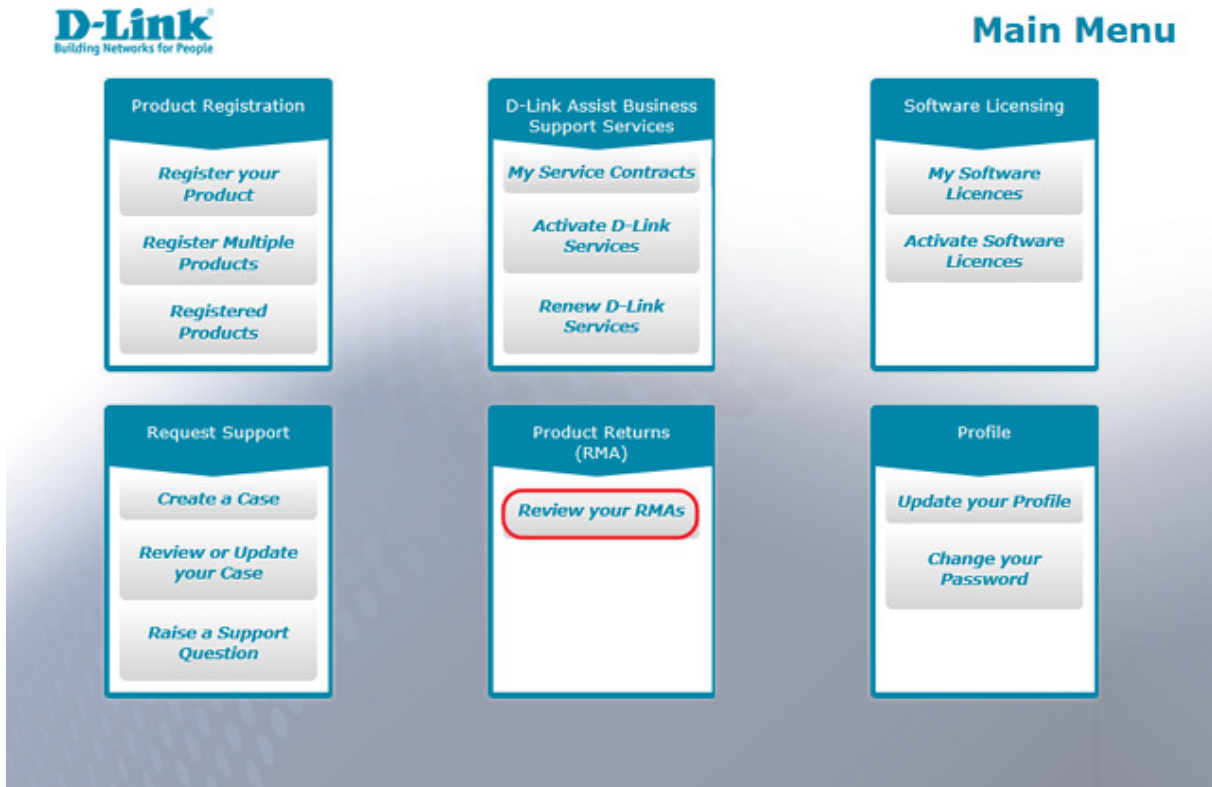 D-Link
Building Networks for People
Main Menu
Product Registration
Register your
Product
Register Multiple
Products
Registered
Products
D-Link Assist Business
Support Services
My Service Contracts
Activate D-Link
Services
Renew D-Link
Services
Software Licensing
My Software
Licences
Activate Software
Licences
Request Support
Create a Case
Review or Update
your Case
Raise a Support
Question
Product Returns
(RMA)
Review your RMAs
Profile
Update your Profile
Change your
Password